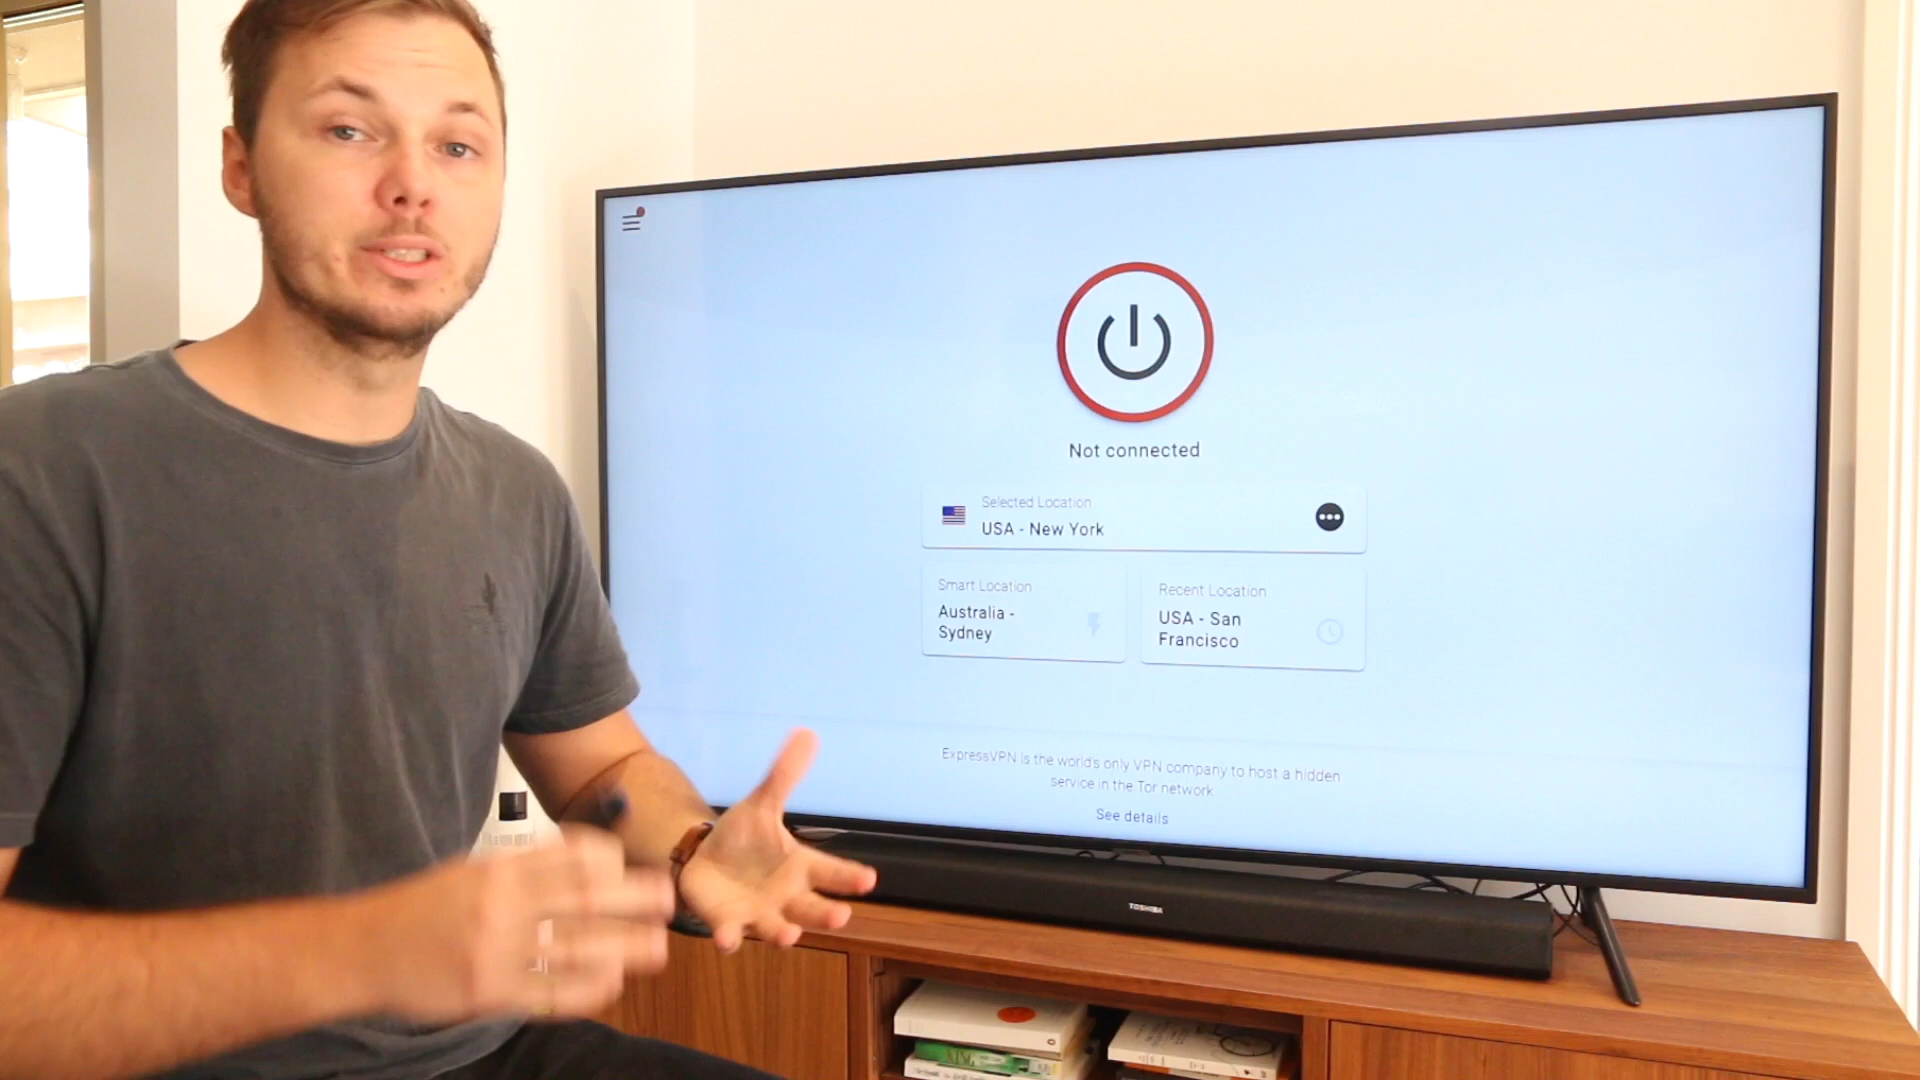 Not connected
Selected Location
USA - New York
Smart Location
Australia -
Sydney
Recent Location
USA - San
Francisco
ExpressVPN is the world's only VPN company to host a hidden
service in the Tor network
See details
TOSHIBA